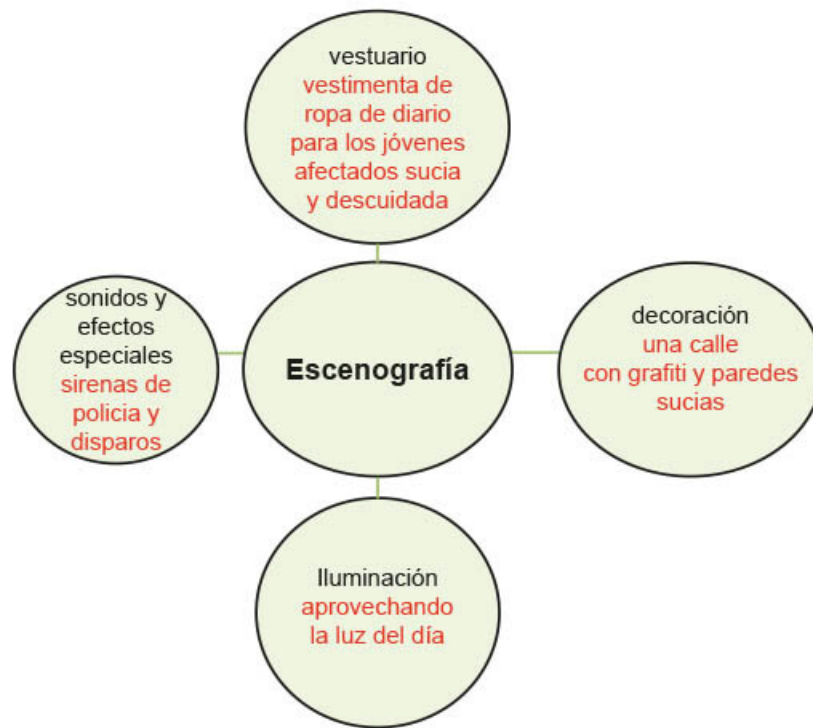 vestuario
vestimenta de
ropa de diario
para los jóvenes
afectados sucia
y descuidada
sonidos y
efectos
especiales
sirenas de
policia y
disparos
Escenografía
decoración
una calle
con grafiti y paredes
sucias
Iluminación
aprovechando
la luz del día